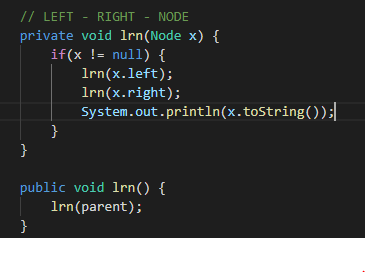 // LEFT - RIGHT - NODE
private void lrn(Node x) {
    if(x != null) {
        lrn(x.left);
        lrn(x.right);
        System.out.println(x.toString());
    }
}

public void lrn() {
    lrn(parent);
}